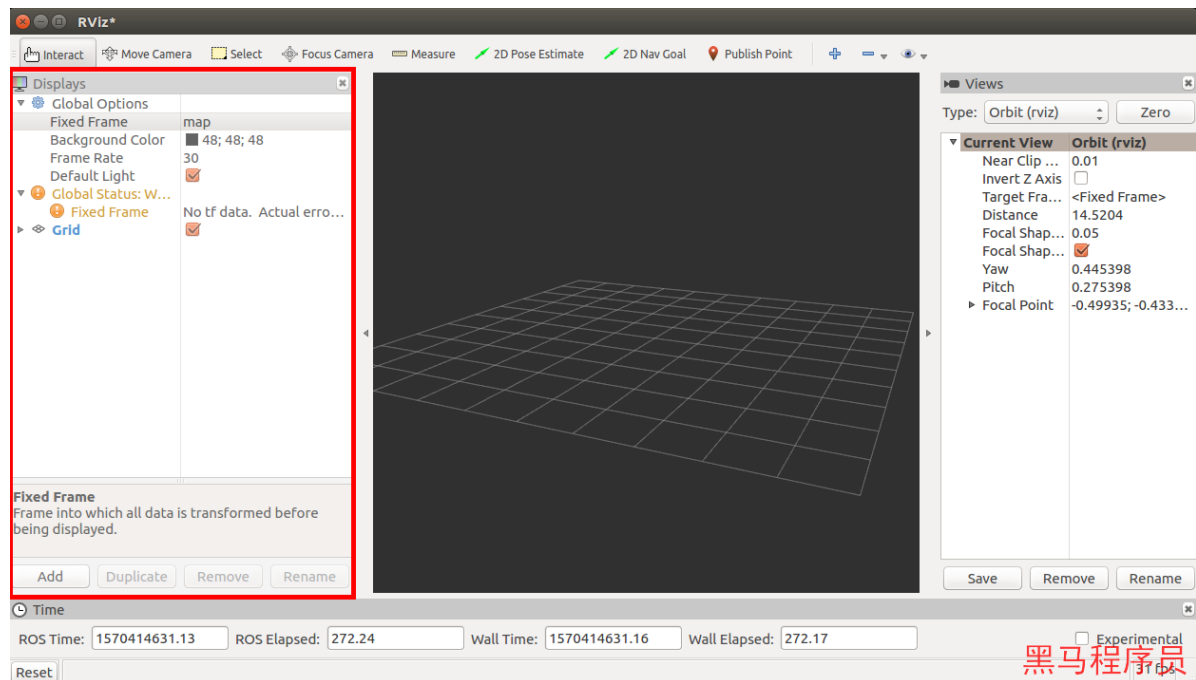 RViz*
Interact Move Camera Select Focus Camera Measure 2D Pose Estimate 2D Nav Goal Publish Point
Displays
Global Options
Fixed Frame map
Background Color 48; 48; 48
Frame Rate 30
Default Light
Global Status: W...
Fixed Frame No tf data. Actual erro...
Grid
Fixed Frame
Frame into which all data is transformed before
being displayed.
Add Duplicate Remove Rename
Views
Type: Orbit (rviz) Zero
Current View Orbit (rviz)
Near Clip ... 0.01
Invert Z Axis
Target Fra... <Fixed Frame>
Distance 14.5204
Focal Shap... 0.05
Focal Shap...
Yaw 0.445398
Pitch 0.275398
Focal Point -0.49935; -0.433...
Save Remove Rename
Time
ROS Time: 1570414631.13 ROS Elapsed: 272.24 Wall Time: 1570414631.16 Wall Elapsed: 272.17 Experimental
Reset 31 fps
黑马程序员